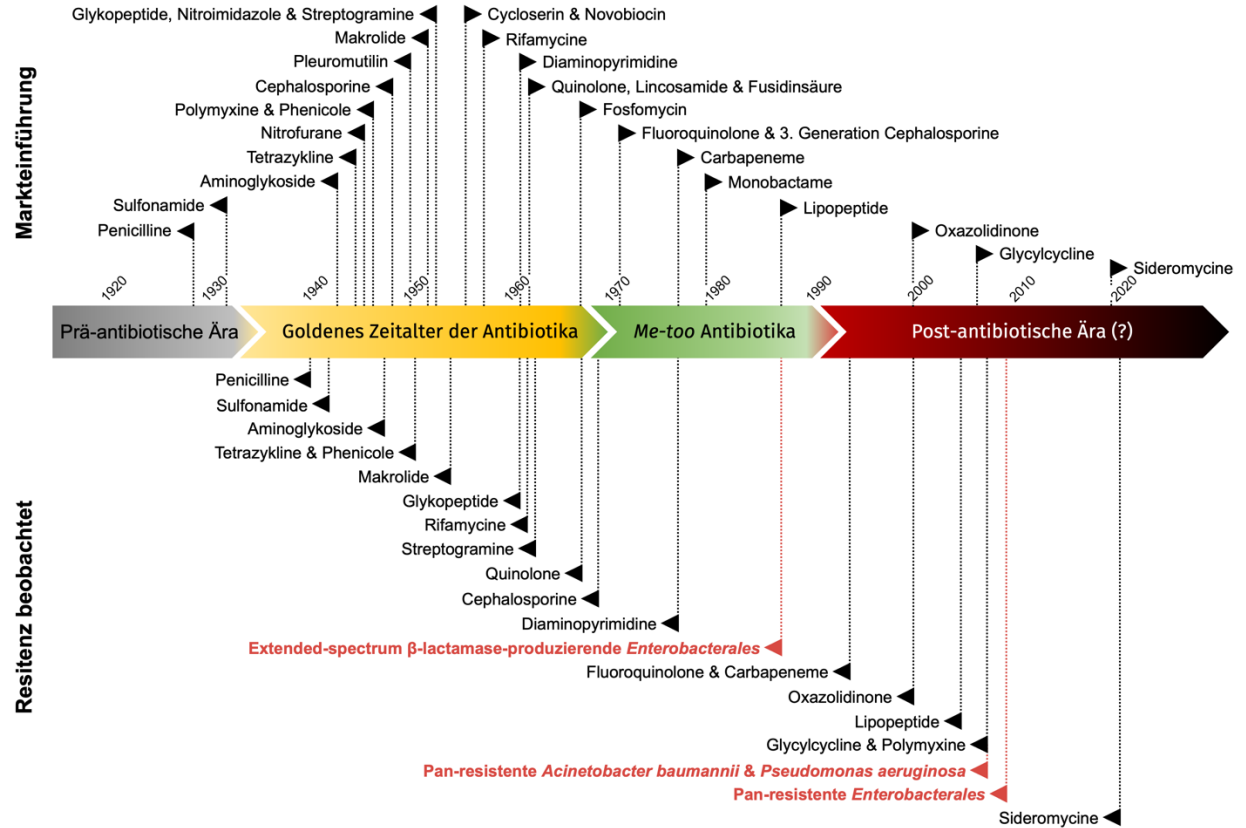 Markteinführung
Glykopeptide, Nitroimidazole & Streptogramine
Makrolide
Pleuromutilin
Cephalosporine
Polymyxine & Phenicole
Nitrofurane
Tetrazykline
Aminoglykoside
Sulfonamide
Penicilline
Cycloserin & Novobiocin
Rifamycine
Diaminopyrimidine
Quinolone, Lincosamide & Fusidinsäure
Fosfomycin
Fluoroquinolone & 3. Generation Cephalosporine
Carbapeneme
Monobactame
Lipopeptide
Oxazolidinone
Glycylcycline
Sideromycine
1920
1930
1940
1950
1960
1970
1980
1990
2000
2010
2020
Prä-antibiotische Ära
Goldenes Zeitalter der Antibiotika
Me-too Antibiotika
Post-antibiotische Ära (?)
Resitenz beobachtet
Penicilline
Sulfonamide
Aminoglykoside
Tetrazykline & Phenicole
Makrolide
Glykopeptide
Rifamycine
Streptogramine
Quinolone
Cephalosporine
Diaminopyrimidine
Extended-spectrum β-lactamase-produzierende Enterobacterales
Fluoroquinolone & Carbapeneme
Oxazolidinone
Lipopeptide
Glycylcycline & Polymyxine
Pan-resistente Acinetobacter baumannii & Pseudomonas aeruginosa
Pan-resistente Enterobacterales
Sideromycine